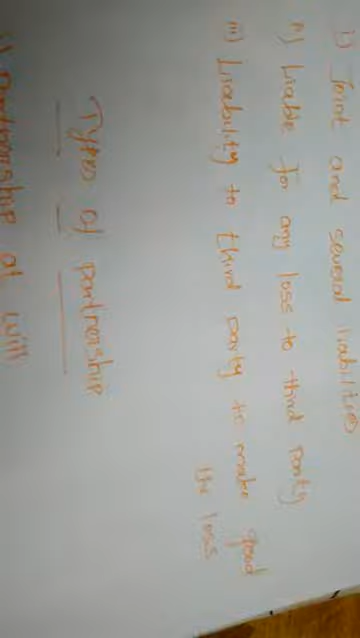 i) Joint and several liabilities
ii) Liable for any loss to third party
iii) Liability to third party to make good
the loss
Types of partnership
i) Partnership at will